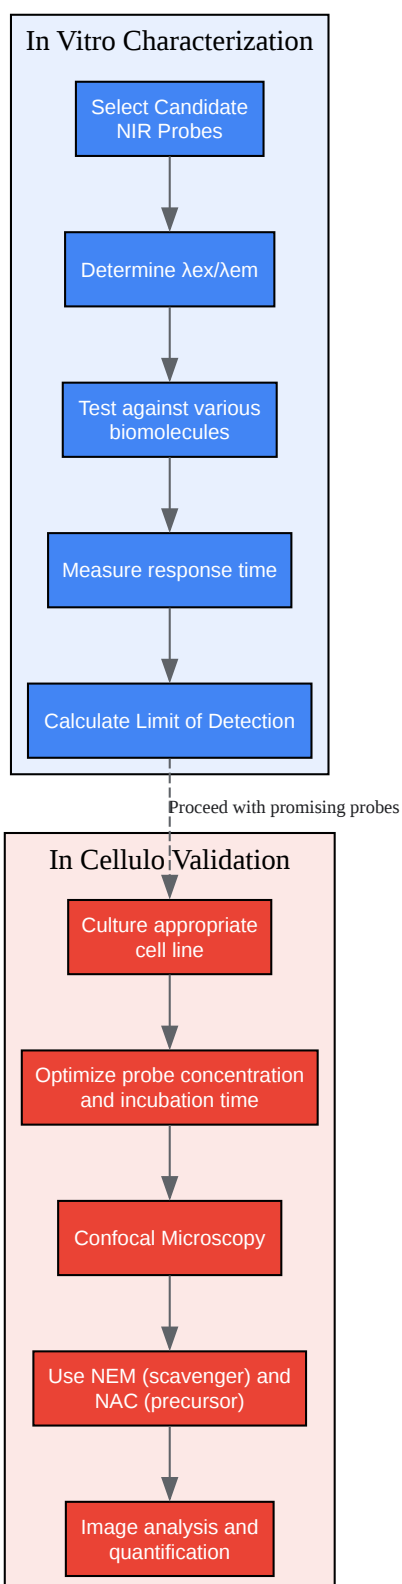 In Vitro Characterization
Select Candidate
NIR Probes
Determine λex/λem
Test against various
biomolecules
Measure response time
Calculate Limit of Detection
Proceed with promising probes
In Cellulo Validation
Culture appropriate
cell line
Optimize probe concentration
and incubation time
Confocal Microscopy
Use NEM (scavenger) and
NAC (precursor)
Image analysis and
quantification